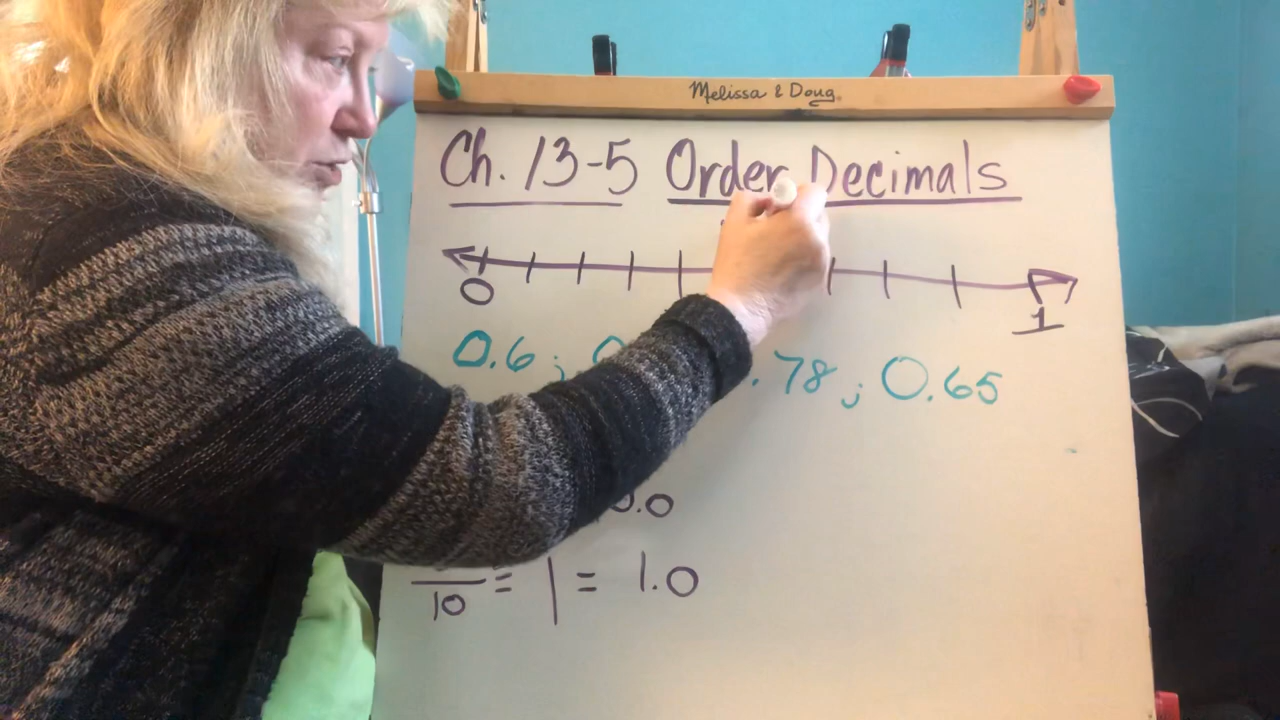 Melissa & Doug
Ch. 13-5 Order Decimals
0 1
0.6 ; 0 .78 ; 0.65
0.0
10 = 1 = 1.0